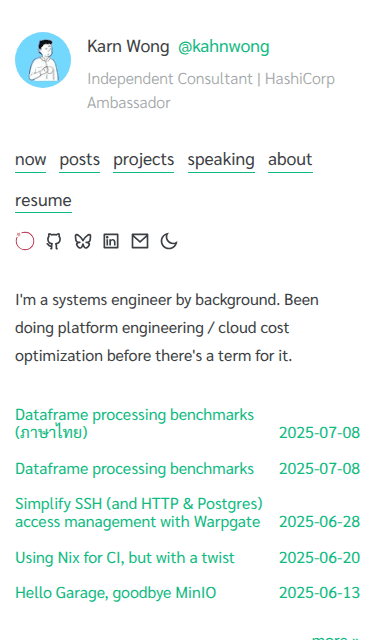 Karn Wong @kahnwong
Independent Consultant | HashiCorp
Ambassador
now posts projects speaking about
resume
I'm a systems engineer by background. Been
doing platform engineering / cloud cost
optimization before there's a term for it.
Dataframe processing benchmarks
(ภาษาไทย) 2025-07-08
Dataframe processing benchmarks 2025-07-08
Simplify SSH (and HTTP & Postgres)
access management with Warpgate 2025-06-28
Using Nix for CI, but with a twist 2025-06-20
Hello Garage, goodbye MinIO 2025-06-13
more »